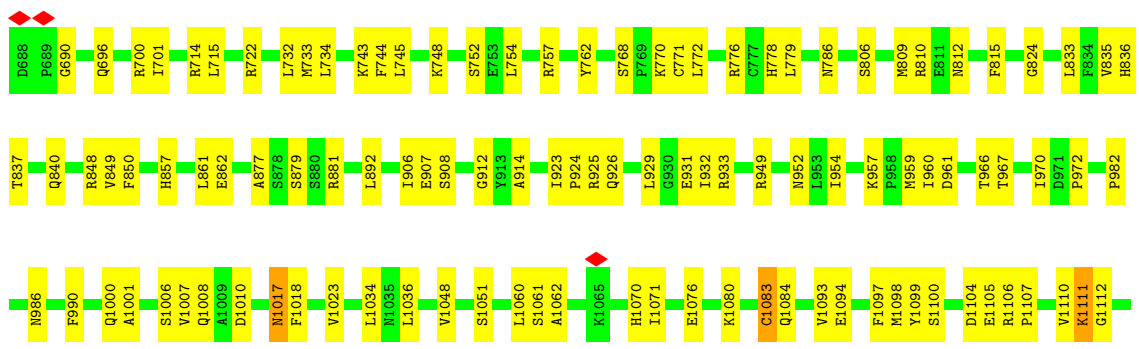 D688 P689 G690 Q696 R700 I701 R714 L715 R722 L732 M733 L734 K743 F744 L745 K748 S752 E753 L754 R757 Y762 S768 P769 K770 C771 L772 R776 C777 H778 L779 N786 S806 M809 R810 E811 N812 F815 G824 L833 F834 V835 H836
T837 Q840 R848 V849 F850 H857 L861 E862 A877 S878 S879 S880 R881 L892 I906 E907 S908 G912 Y913 A914 I923 P924 R925 Q926 L929 G930 E931 I932 R933 R949 N952 L953 I954 K957 P958 M959 I960 D961 T966 T967 I970 D971 P972 P982
N986 F990 Q1000 A1001 S1006 V1007 Q1008 A1009 D1010 N1017 F1018 V1023 L1034 N1035 L1036 V1048 S1051 L1060 S1061 A1062 K1065 H1070 I1071 E1076 K1080 C1083 Q1084 V1093 E1094 F1097 M1098 Y1099 S1100 D1104 E1105 R1106 P1107 V1110 K1111 G1112